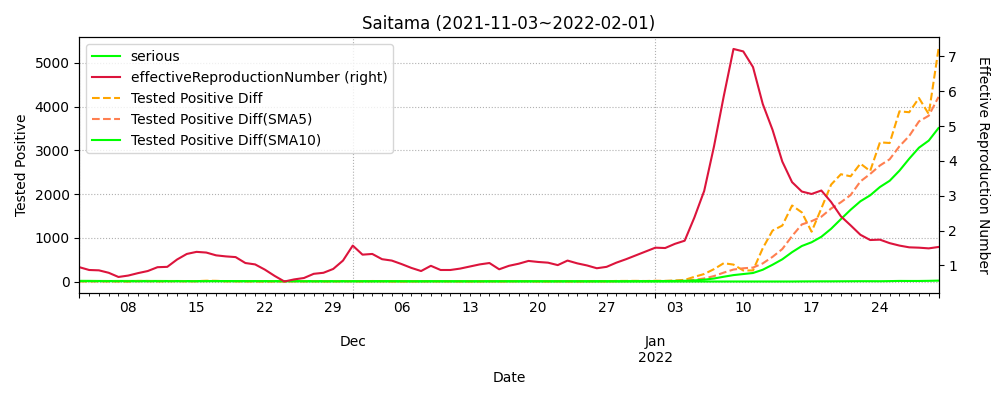 Saitama (2021-11-03~2022-02-01)
serious
effectiveReproductionNumber (right)
Tested Positive Diff
Tested Positive Diff(SMA5)
Tested Positive Diff(SMA10)
Tested Positive
5000
4000
3000
2000
1000
0
7
6
5
4
3
2
1
Effective Reproduction Number
08 15 22 29 06 13 20 27 03 10 17 24
Dec Jan
2022
Date